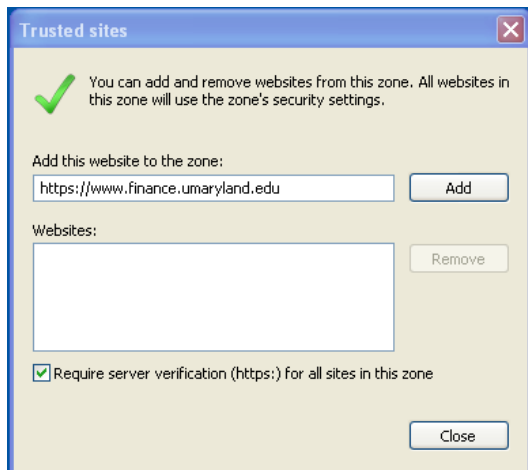 Trusted sites
You can add and remove websites from this zone. All websites in
this zone will use the zone's security settings.
Add this website to the zone:
https://www.finance.umaryland.edu
Add
Websites:
Remove
Require server verification (https:) for all sites in this zone
Close